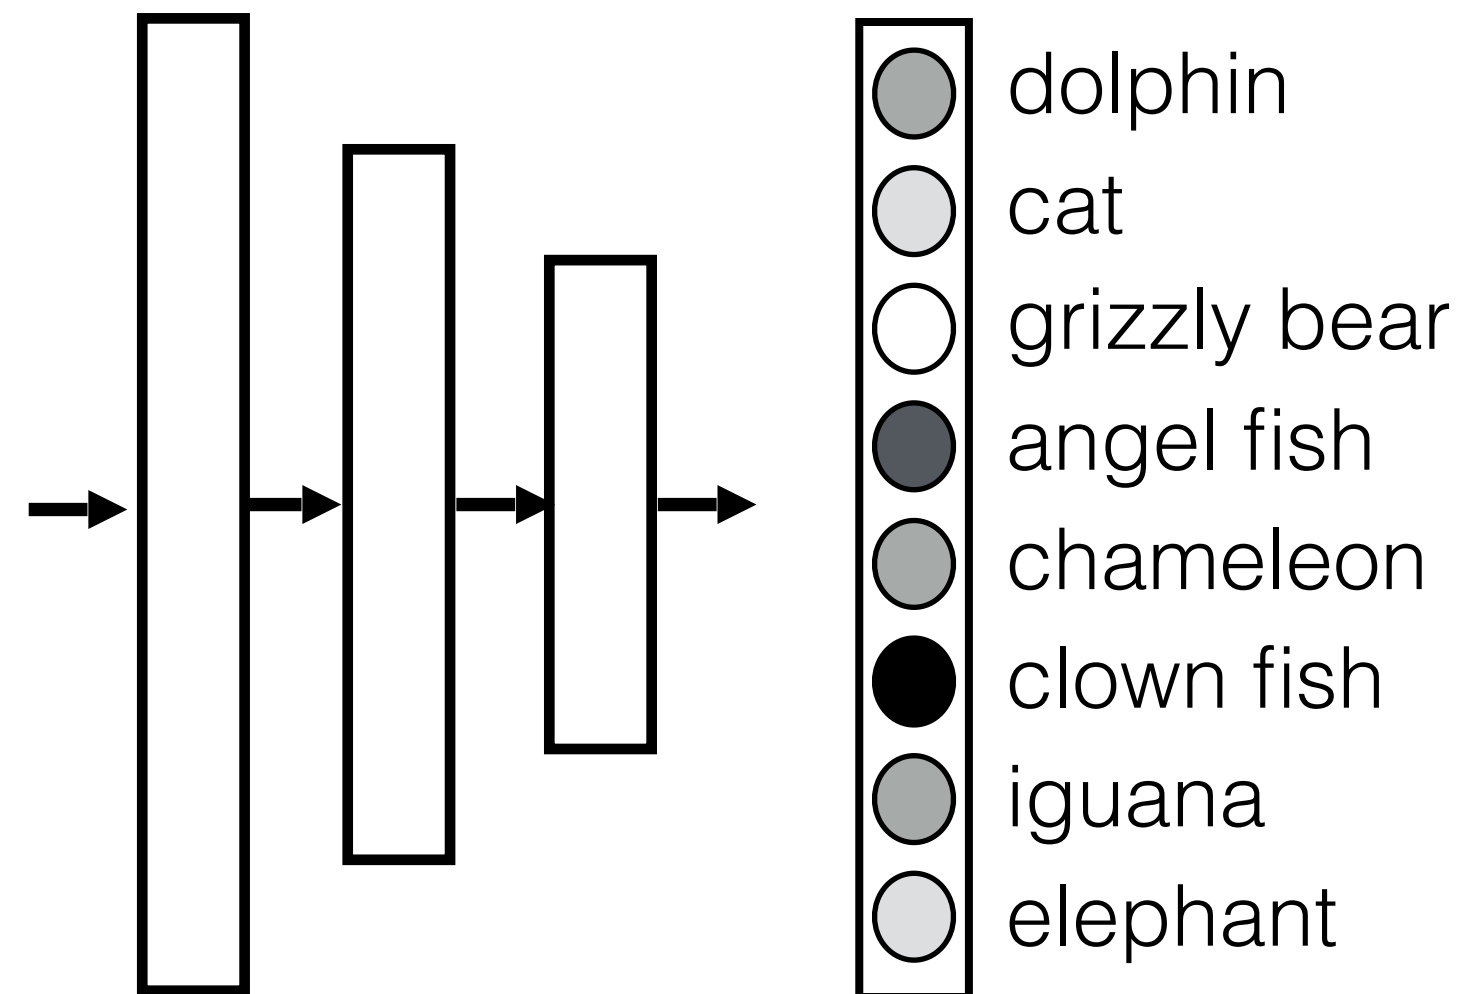 dolphin
cat
grizzly bear
angel fish
chameleon
clown fish
iguana
elephant